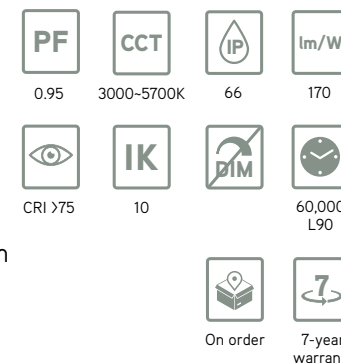 PF
CCT
IP
lm/W
0.95
3000~5700K
66
170
IK
DIM
CRI >75
10
60,000
L90
7
On order
7-year